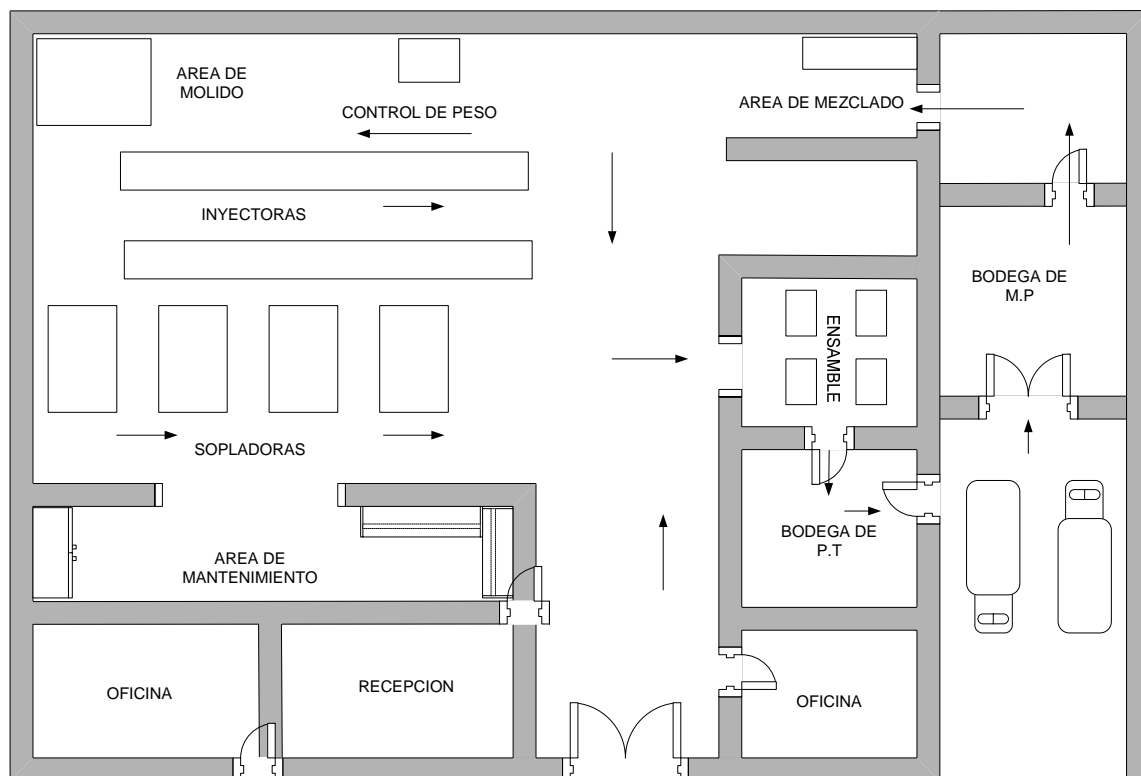 AREA DE
MOLIDO
CONTROL DE PESO
AREA DE MEZCLADO
INYECTORAS
BODEGA DE
M.P
ENSAMBLE
SOPLADORAS
BODEGA DE
P.T
AREA DE
MANTENIMIENTO
OFICINA
RECEPCION
OFICINA